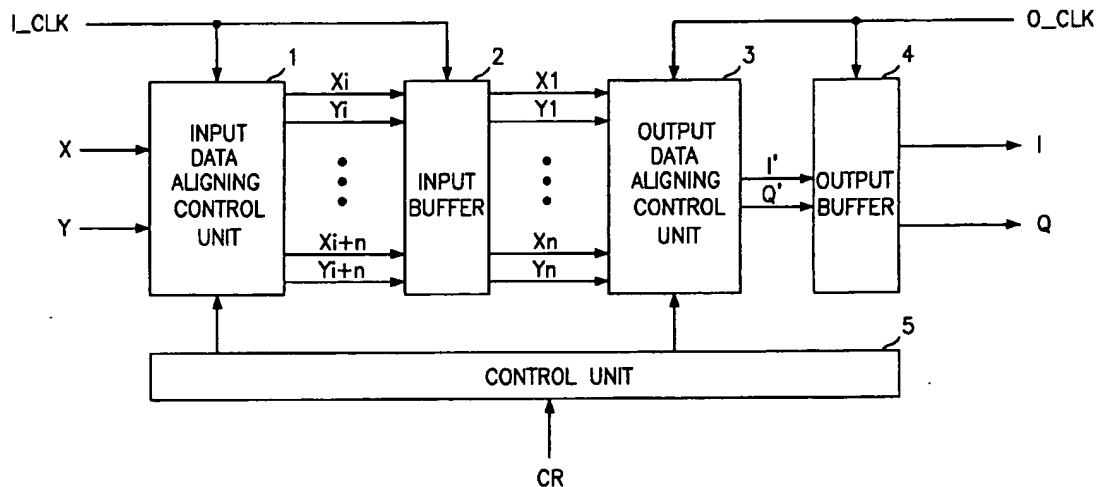 I_CLK
O_CLK
1
2
3
4
X
Y
INPUT
DATA
ALIGNING
CONTROL
UNIT
Xi
Yi
Xi+n
Yi+n
INPUT
BUFFER
X1
Y1
Xn
Yn
OUTPUT
DATA
ALIGNING
CONTROL
UNIT
I'
Q'
OUTPUT
BUFFER
I
Q
5
CONTROL UNIT
CR